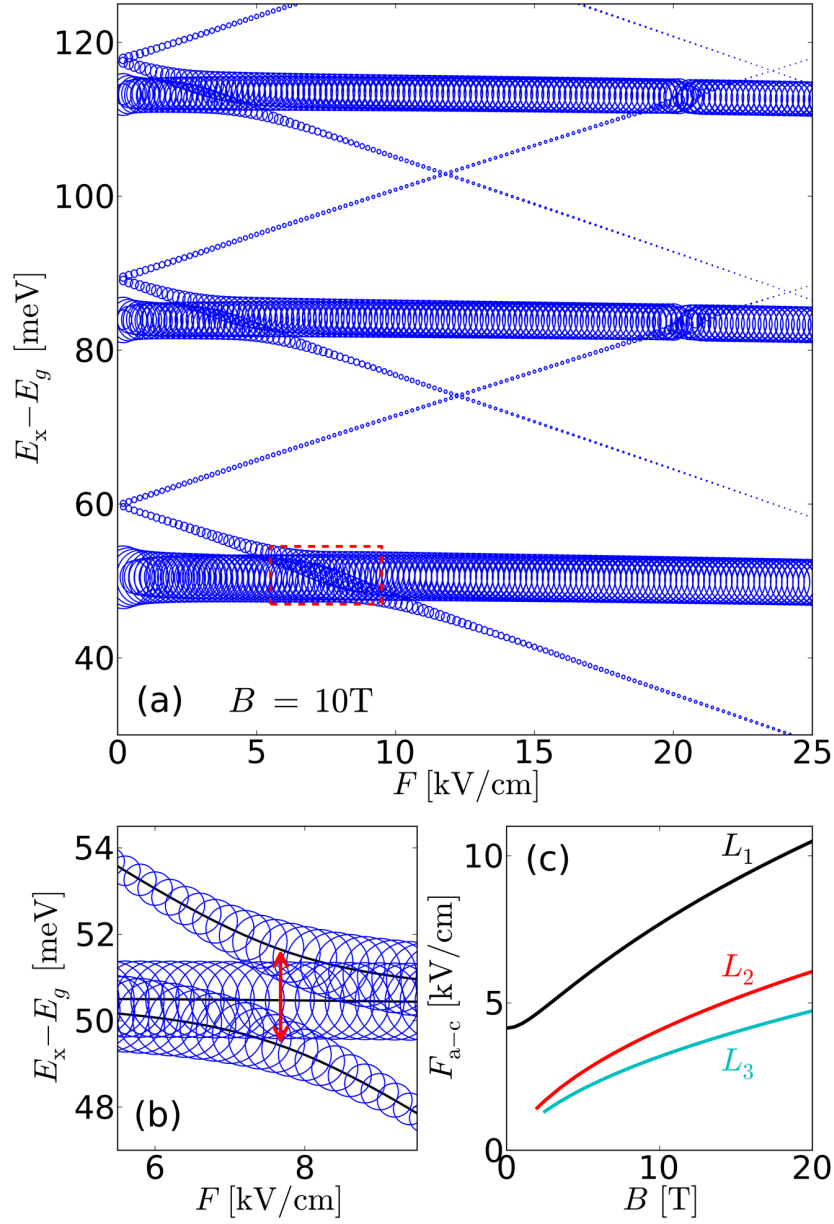 120
100
80
60
40
E_x−E_g [meV]
(a) B = 10T
0 5 10 15 20 25
F [kV/cm]
54
52
50
48
E_x−E_g [meV]
(b)
6 8
F [kV/cm]
10
5
0
F_a−c [kV/cm]
(c)
L_1
L_2
L_3
0 10 20
B [T]